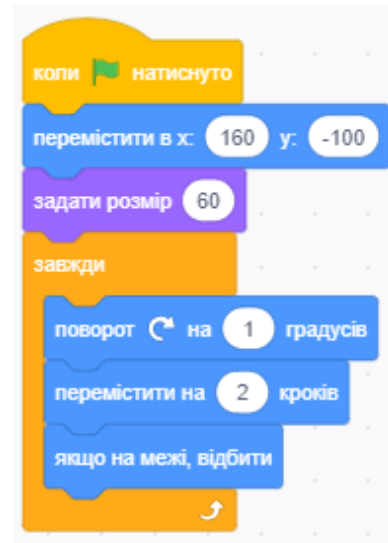 коли натиснуто
перемістити в x: 160 y: -100
задати розмір 60
завжди
поворот на 1 градусів
перемістити на 2 кроків
якщо на межі, відбити